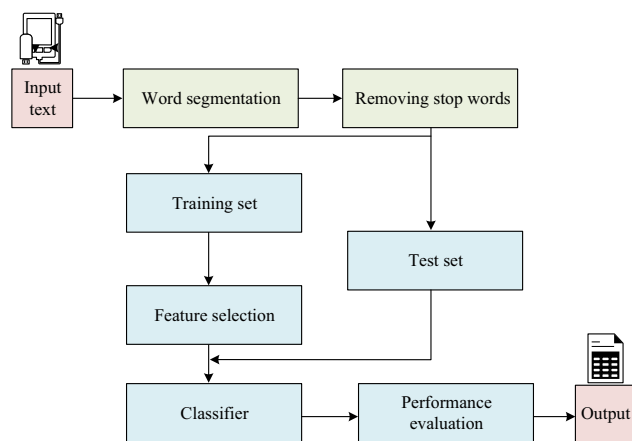 Input
text
Word segmentation
Removing stop words
Training set
Test set
Feature selection
Classifier
Performance
evaluation
Output